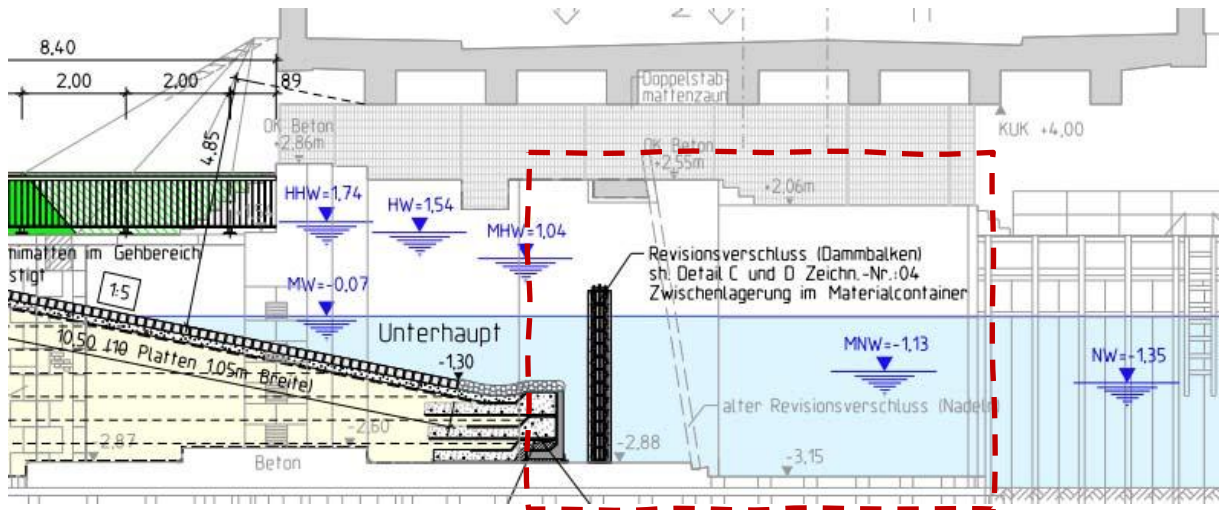 8,40
2,00
2,00
,89
4,85
Doppelstab-
mattenzaun
KUK +4,00
OK Beton
+2,86m
OK Beton
+2,55m
+2,06m
HHW=1,74
HW=1,54
MHW=1,04
MW=-0,07
nimatten im Gehbereich
stigt
1:5
Revisionsverschluss (Dammbalken)
sh. Detail C und D Zeichn.-Nr.:04
Zwischenlagerung im Materialcontainer
Unterhaupt
-1,30
10,50 (10 Platten 1,05m Breite)
MNW=-1,13
NW=-1,35
alter Revisionsverschluss (Nadel
-2,87
-2,60
-2,88
-3,15
Beton